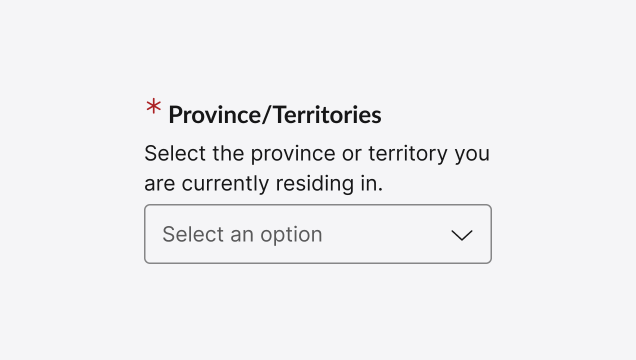 * Province/Territories
Select the province or territory you
are currently residing in.
Select an option